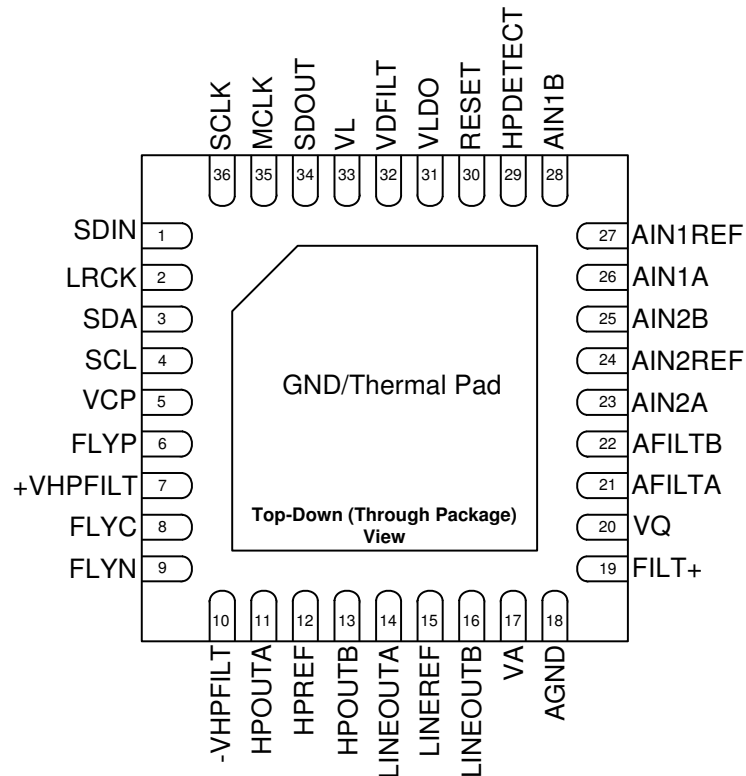 SCLK
MCLK
SDOUT
VL
VDFILT
VLDO
RESET
HPDETECT
AIN1B
36 35 34 33 32 31 30 29 28
SDIN 1
LRCK 2
SDA 3
SCL 4
VCP 5
FLYP 6
+VHPFILT 7
FLYC 8
FLYN 9
27 AIN1REF
26 AIN1A
25 AIN2B
24 AIN2REF
23 AIN2A
22 AFILTB
21 AFILTA
20 VQ
19 FILT+
GND/Thermal Pad
Top-Down (Through Package)
View
10 11 12 13 14 15 16 17 18
-VHPFILT
HPOUTA
HPREF
HPOUTB
LINEOUTA
LINEREF
LINEOUTB
VA
AGND